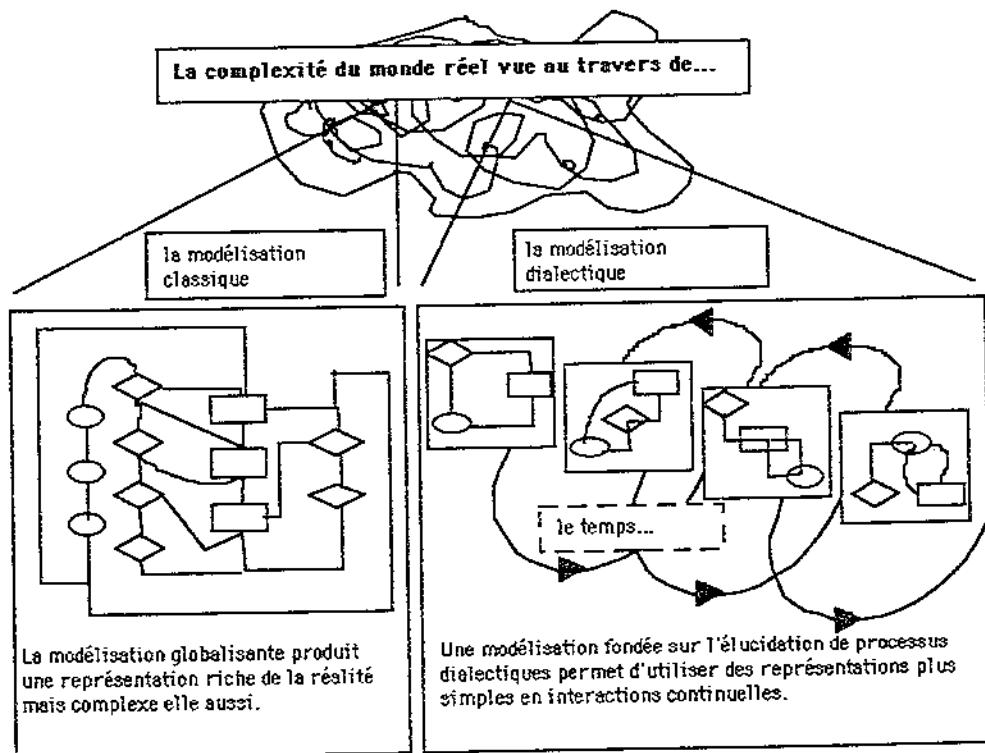 La complexité du monde réel vue au travers de...
la modélisation
classique
la modélisation
dialectique
le temps...
La modélisation globalisante produit
une représentation riche de la réalité
mais complexe elle aussi.
Une modélisation fondée sur l'élucidation de processus
dialectiques permet d'utiliser des représentations plus
simples en interactions continuelles.